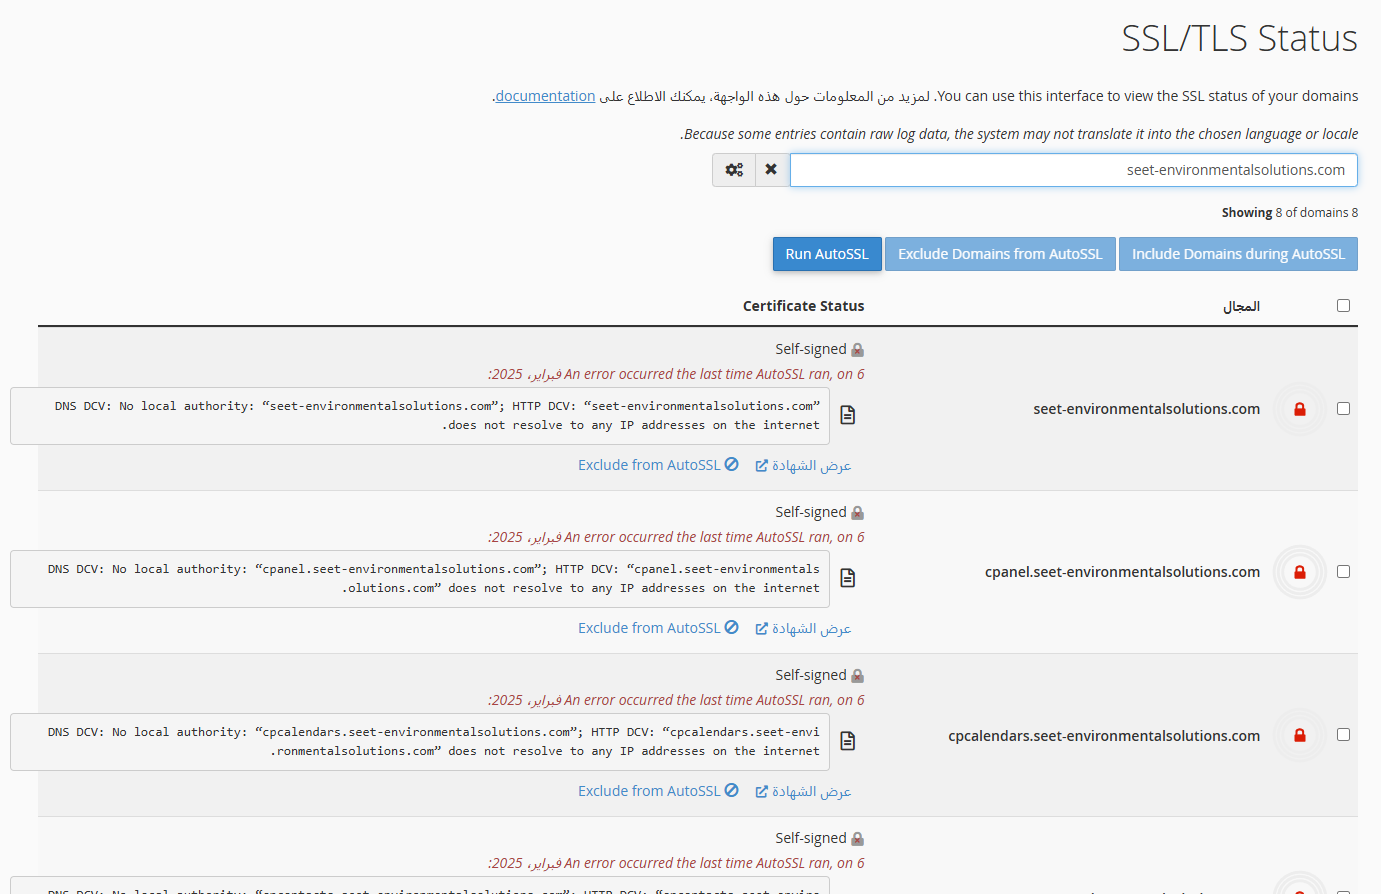 SSL/TLS Status
You can use this interface to view the SSL status of your domains. لمزيد من المعلومات حول هذه الواجهة، يمكنك الاطلاع على documentation.
.Because some entries contain raw log data, the system may not translate it into the chosen language or locale
seet-environmentalsolutions.com
Showing 8 of domains 8
Run AutoSSL
Exclude Domains from AutoSSL
Include Domains during AutoSSL
المجال
Certificate Status
seet-environmentalsolutions.com
Self-signed
An error occurred the last time AutoSSL ran, on 6 فبراير، 2025:
DNS DCV: No local authority: “seet-environmentalsolutions.com”; HTTP DCV: “seet-environmentalsolutions.com”
.does not resolve to any IP addresses on the internet
عرض الشهادة
Exclude from AutoSSL
cpanel.seet-environmentalsolutions.com
Self-signed
An error occurred the last time AutoSSL ran, on 6 فبراير، 2025:
DNS DCV: No local authority: “cpanel.seet-environmentalsolutions.com”; HTTP DCV: “cpanel.seet-environmentals
.olutions.com” does not resolve to any IP addresses on the internet
عرض الشهادة
Exclude from AutoSSL
cpcalendars.seet-environmentalsolutions.com
Self-signed
An error occurred the last time AutoSSL ran, on 6 فبراير، 2025:
DNS DCV: No local authority: “cpcalendars.seet-environmentalsolutions.com”; HTTP DCV: “cpcalendars.seet-envi
.ronmentalsolutions.com” does not resolve to any IP addresses on the internet
عرض الشهادة
Exclude from AutoSSL
Self-signed
An error occurred the last time AutoSSL ran, on 6 فبراير، 2025: